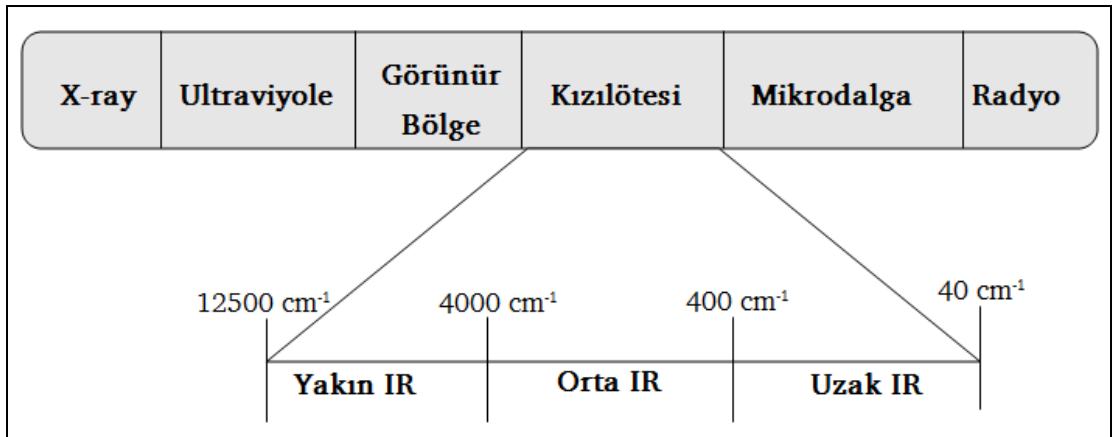 X-ray
Ultraviyole
Görünür
Bölge
Kızılötesi
Mikrodalga
Radyo
12500 cm⁻¹
4000 cm⁻¹
400 cm⁻¹
40 cm⁻¹
Yakın IR
Orta IR
Uzak IR